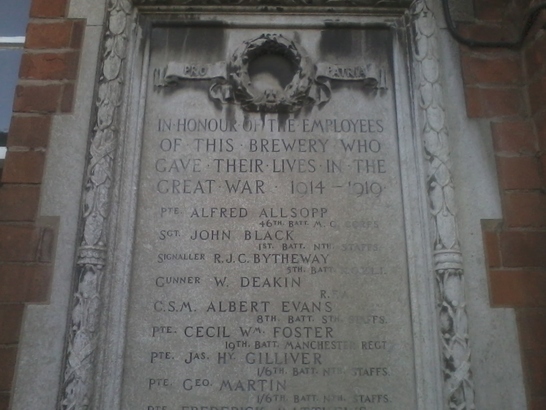 PRO PATRIA
IN HONOUR OF THE EMPLOYEES
OF THIS BREWERY WHO
GAVE THEIR LIVES IN THE
GREAT WAR · 1914 – 1919
PTE ALFRED ALLSOPP
46TH BATT. M. G. CORPS.
SGT. JOHN BLACK
1ST. BATT. NTH. STAFFS.
SIGNALLER R.J.C. BYTHEWAY
5TH. BATT.
GUNNER W. DEAKIN
C.S.M. ALBERT EVANS
8TH. BATT. STH. STAFFS.
PTE. CECIL WM. FOSTER
19TH. BATT. MANCHESTER REGT.
PTE. JAS. HY GILLIVER
1/6TH. BATT. NTH. STAFFS.
PTE GEO. MARTIN
1/6TH. BATT. NTH. STAFFS.
PTE FREDERICK